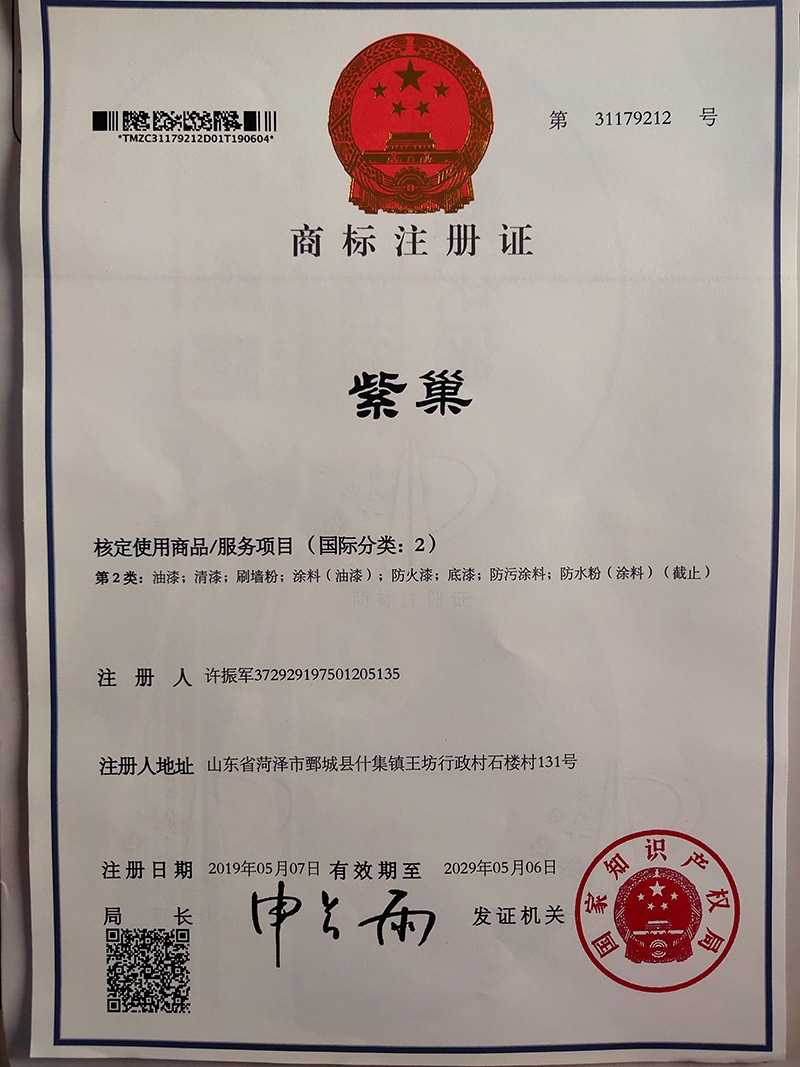 第 31179212 号
*TMZC31179212D01T190604*
商标注册证
紫巢
核定使用商品/服务项目（国际分类：2）
第2类：油漆；清漆；刷墙粉；涂料（油漆）；防火漆；底漆；防污涂料；防水粉（涂料）（截止）
商标注册证
注册人 许振军372929197501205135
注册人地址 山东省菏泽市鄄城县什集镇王坊行政村石楼村131号
注册日期 2019年05月07日 有效期至 2029年05月06日
局长 申长雨 发证机关
国家知识产权局